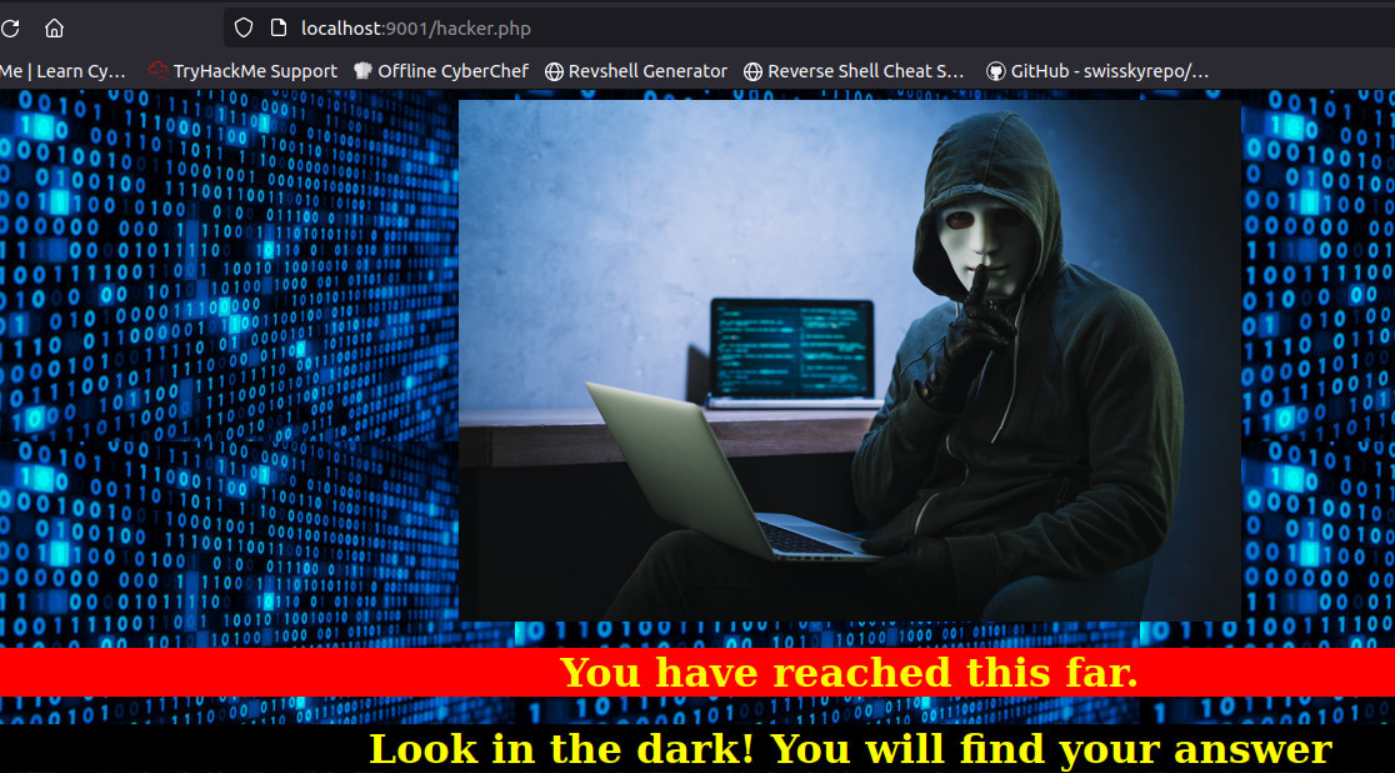 localhost:9001/hacker.php
Me | Learn Cy… TryHackMe Support Offline CyberChef Revshell Generator Reverse Shell Cheat S… GitHub - swisskyrepo/…
You have reached this far.
Look in the dark! You will find your answer